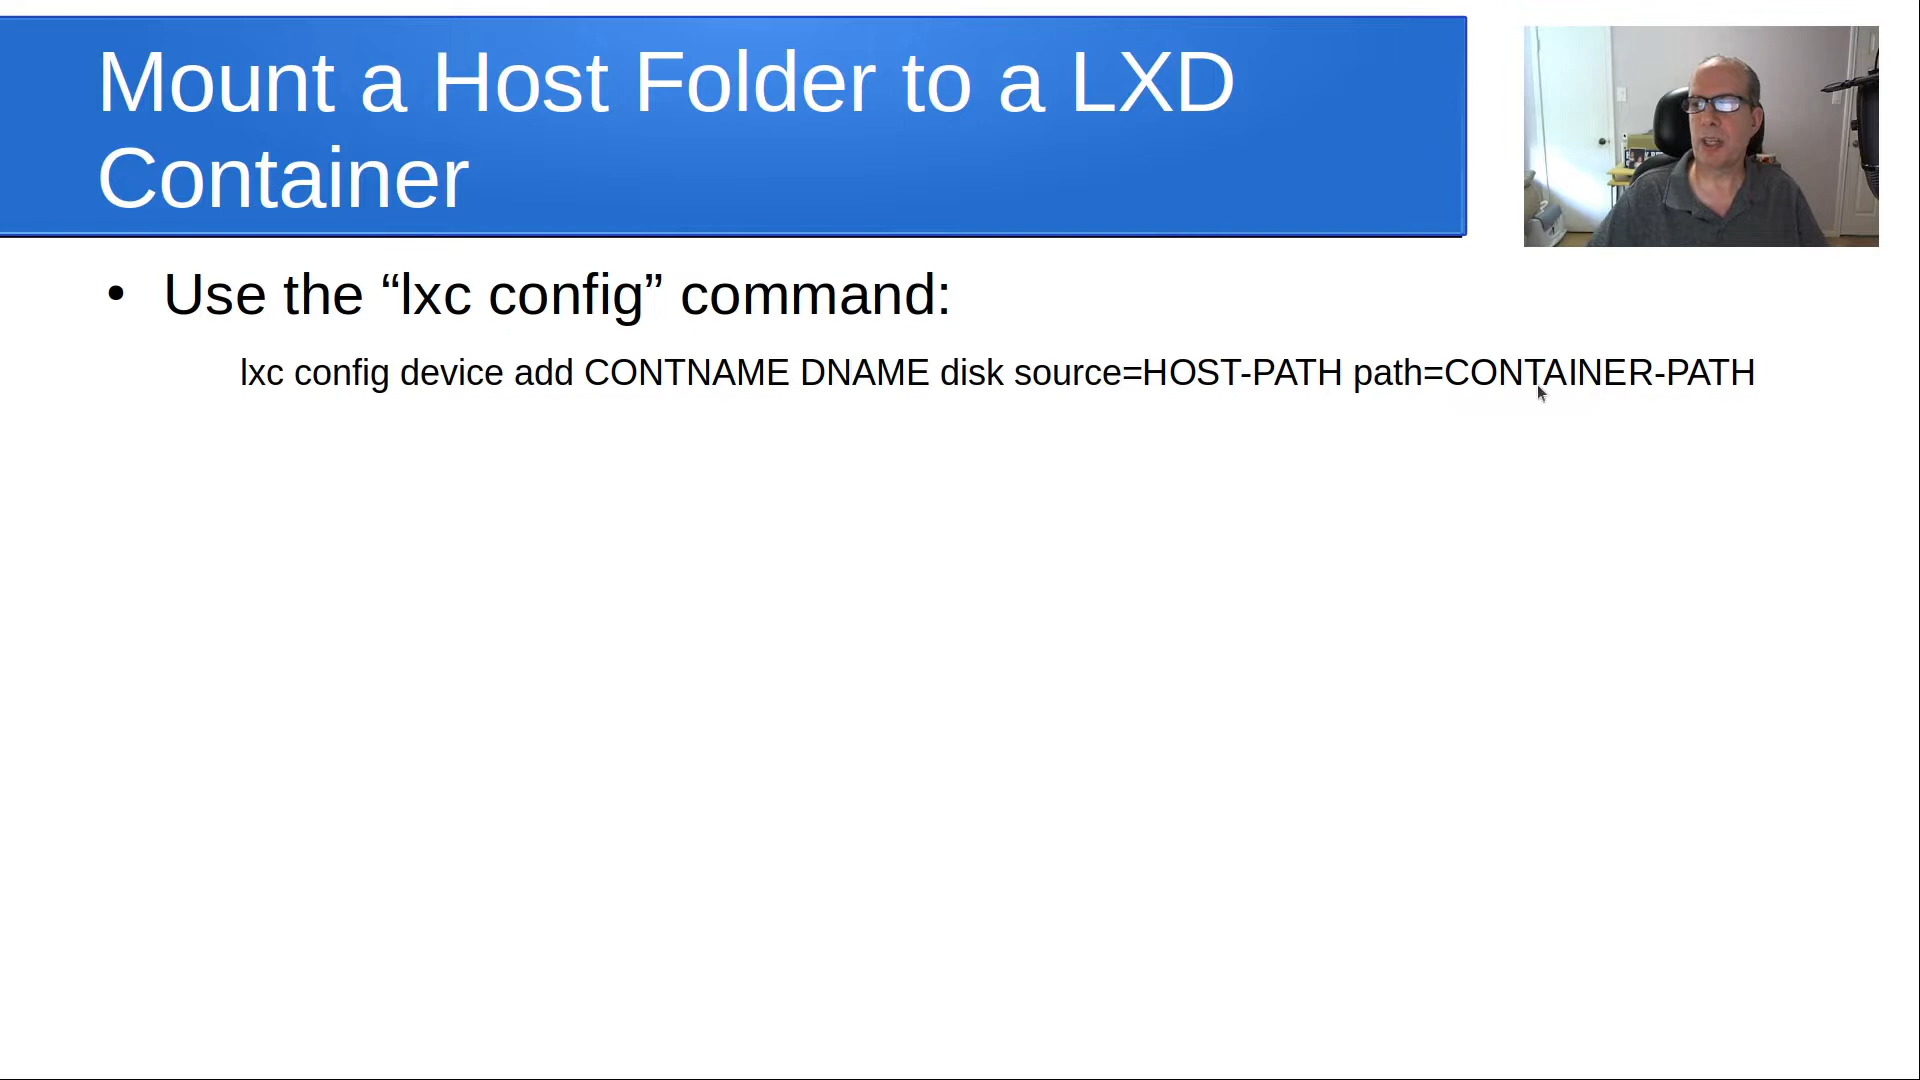 Mount a Host Folder to a LXD
Container
• Use the “lxc config” command:
lxc config device add CONTNAME DNAME disk source=HOST-PATH path=CONTAINER-PATH